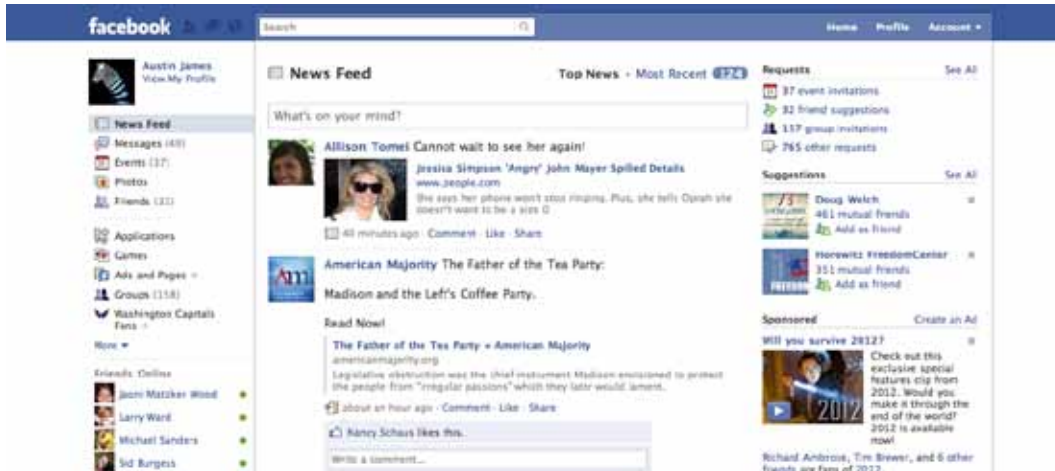 facebook
Search
Home Profile Account
Austin James
View My Profile
News Feed
Messages (40)
Events (37)
Photos
Friends (32)
Applications
Games
Ads and Pages
Groups (158)
Washington Capitals
Fans
More
Friends Online
Joani Matzker Wood
Larry Ward
Michael Sanders
Sid Burgess
News Feed
Top News · Most Recent 124
What's on your mind?
Allison Tomei Cannot wait to see her again!
Jessica Simpson 'Angry' John Mayer Spilled Details
www.people.com
She says her phone won't stop ringing. Plus, she tells Oprah she
doesn't want to be a size 0
40 minutes ago · Comment · Like · Share
Am
American Majority The Father of the Tea Party:
Madison and the Left's Coffee Party.
Read Now!
The Father of the Tea Party « American Majority
americanmajority.org
Legislative obstruction was the chief instrument Madison envisioned to protect
the people from "irregular passions" which they later would lament.
about an hour ago · Comment · Like · Share
Nancy Schaus likes this.
Write a comment...
Requests See All
37 event invitations
32 friend suggestions
137 group invitations
765 other requests
Suggestions See All
Doug Welch
461 mutual friends
Add as friend
FREEDOM
Horowitz FreedomCenter
351 mutual friends
Add as friend
Sponsored Create an Ad
Will you survive 2012?
2012
Check out this
exclusive special
features clip from
2012. Would you
make it through the
end of the world?
2012 is available
now!
Richard Ambrose, Tim Brewer, and 6 other
friends are fans of 2012.